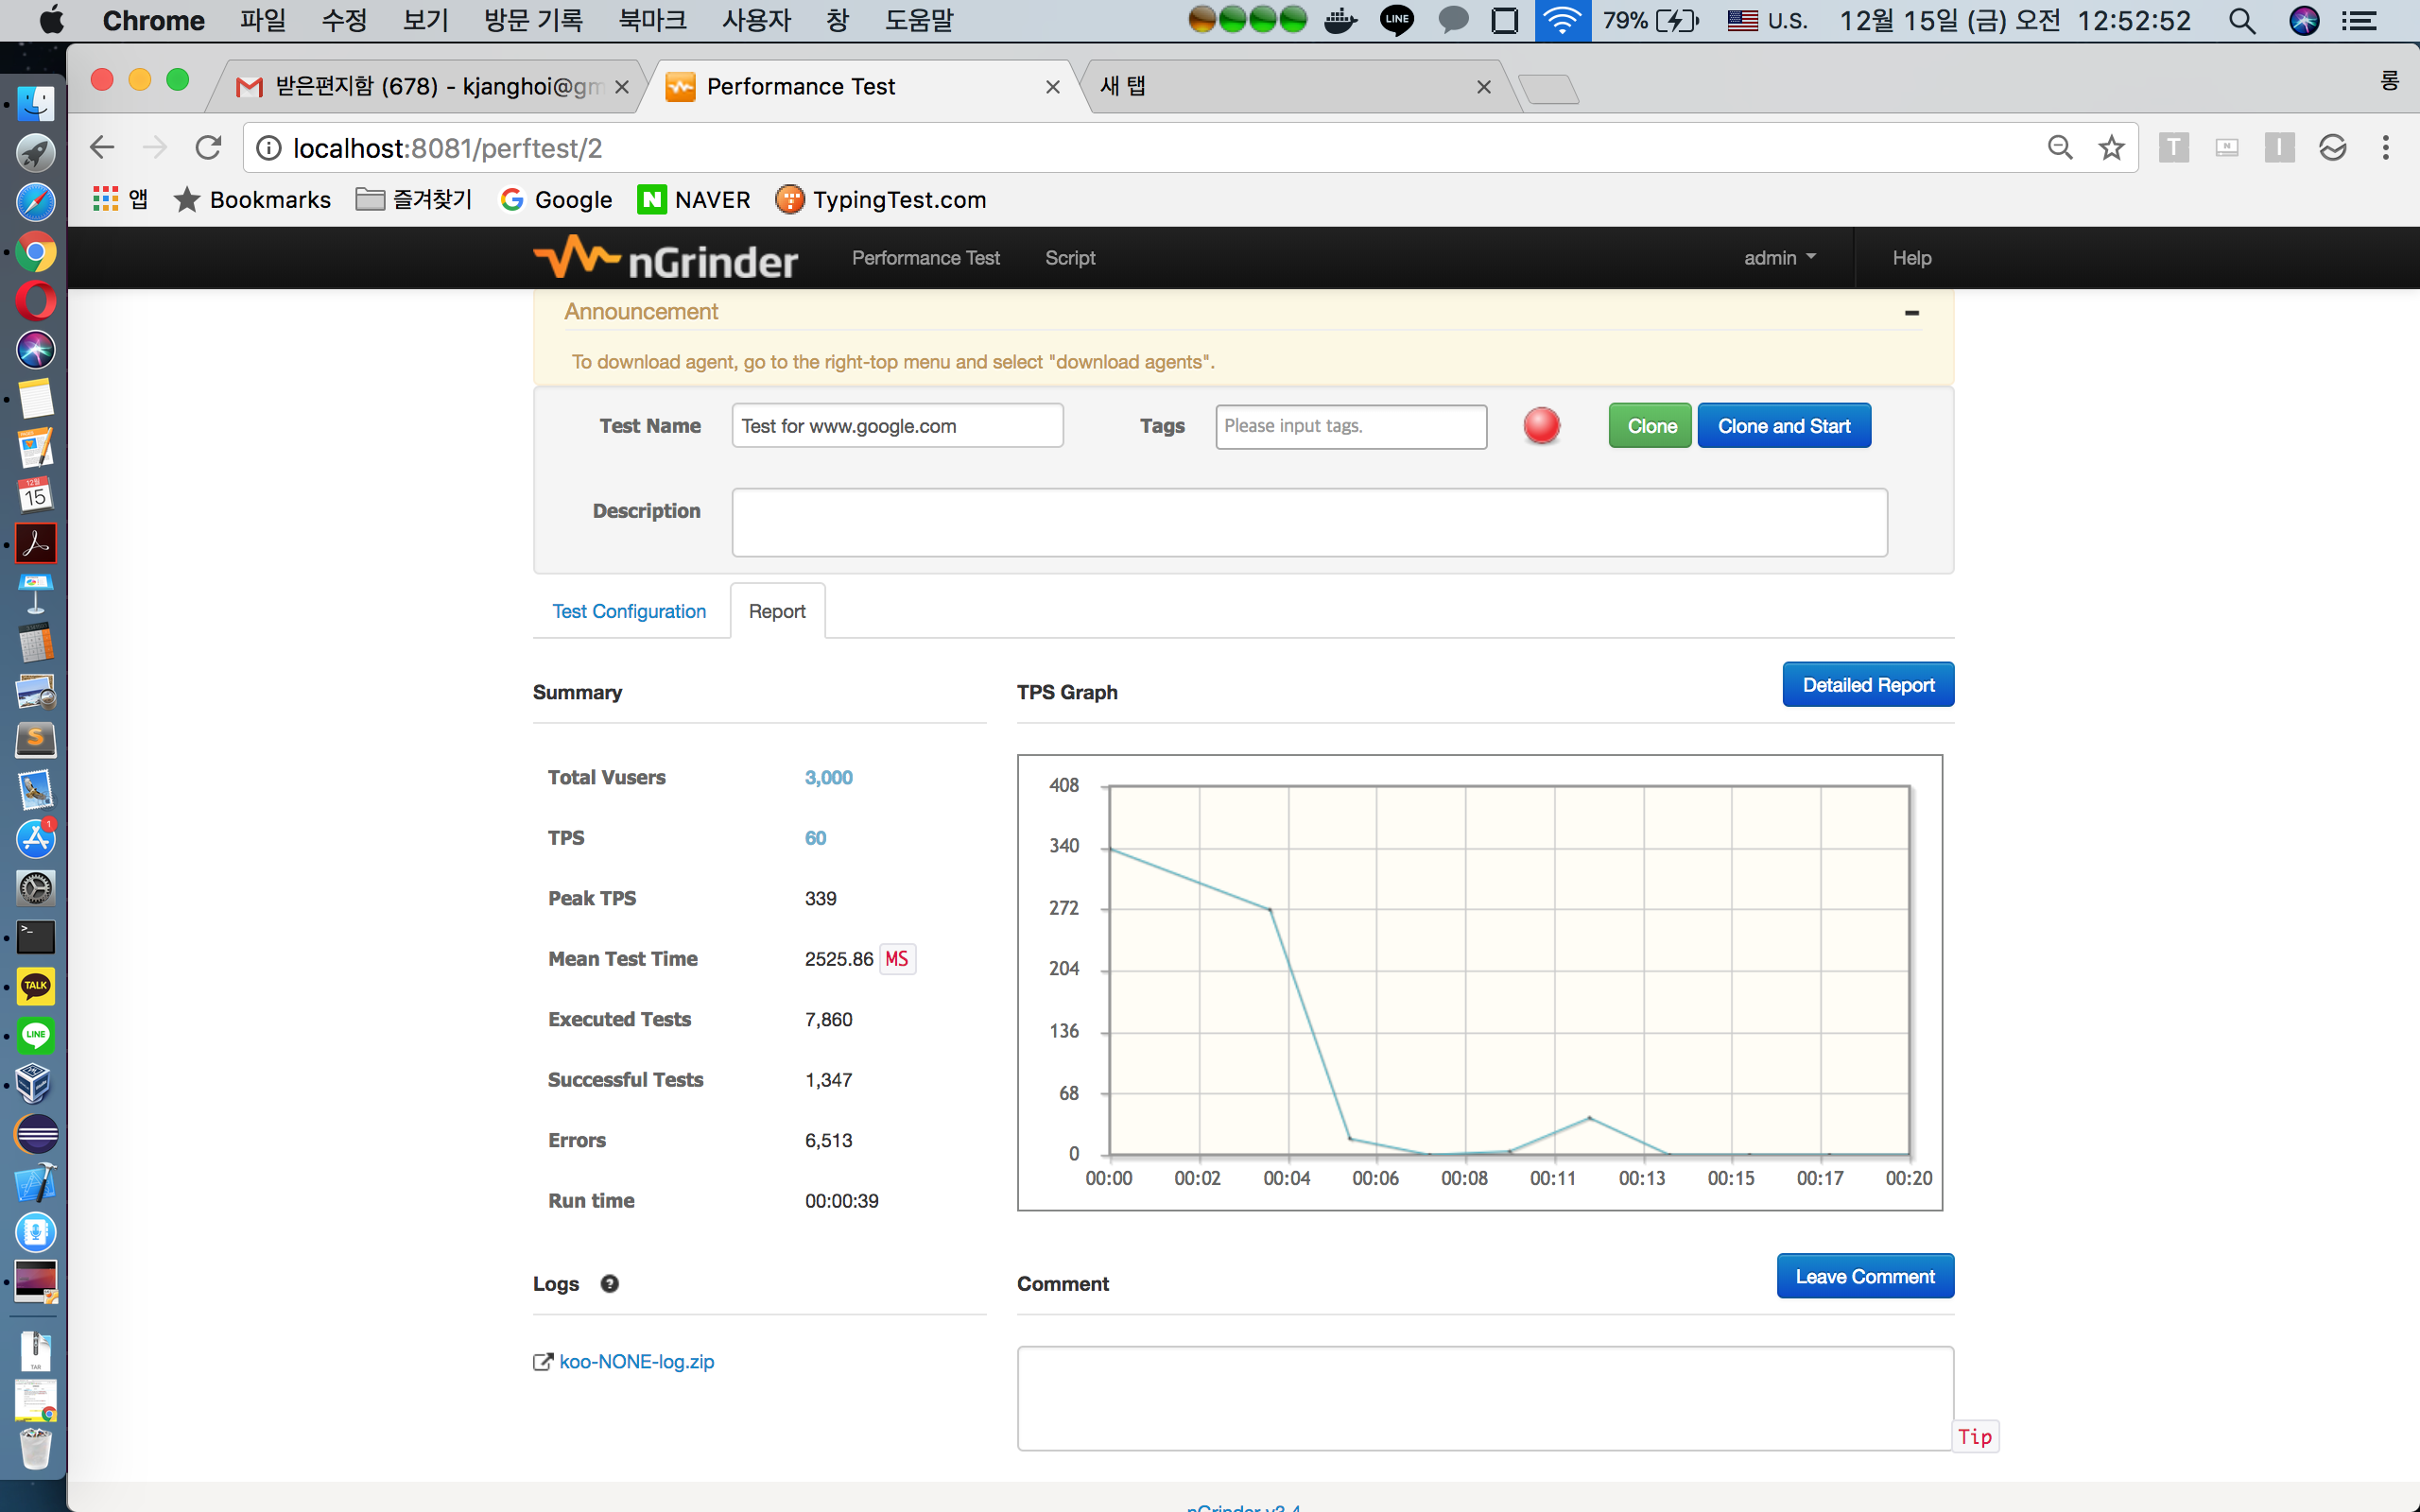 Chrome 파일 수정 보기 방문 기록 북마크 사용자 창 도움말 LINE 79% U.S. 12월 15일 (금) 오전 12:52:52
받은편지함 (678) - kjanghoi@gm Performance Test 새 탭 롱
localhost:8081/perftest/2
앱 Bookmarks 즐겨찾기 Google NAVER TypingTest.com
nGrinder Performance Test Script admin Help
Announcement
To download agent, go to the right-top menu and select "download agents".
Test Name Test for www.google.com Tags Please input tags. Clone Clone and Start
Description
Test Configuration Report
Summary TPS Graph Detailed Report
Total Vusers 3,000
TPS 60
Peak TPS 339
Mean Test Time 2525.86 MS
Executed Tests 7,860
Successful Tests 1,347
Errors 6,513
Run time 00:00:39
408
340
272
204
136
68
0
00:00 00:02 00:04 00:06 00:08 00:11 00:13 00:15 00:17 00:20
Logs Comment Leave Comment
koo-NONE-log.zip
Tip
12월
15
TALK
LINE
TAR